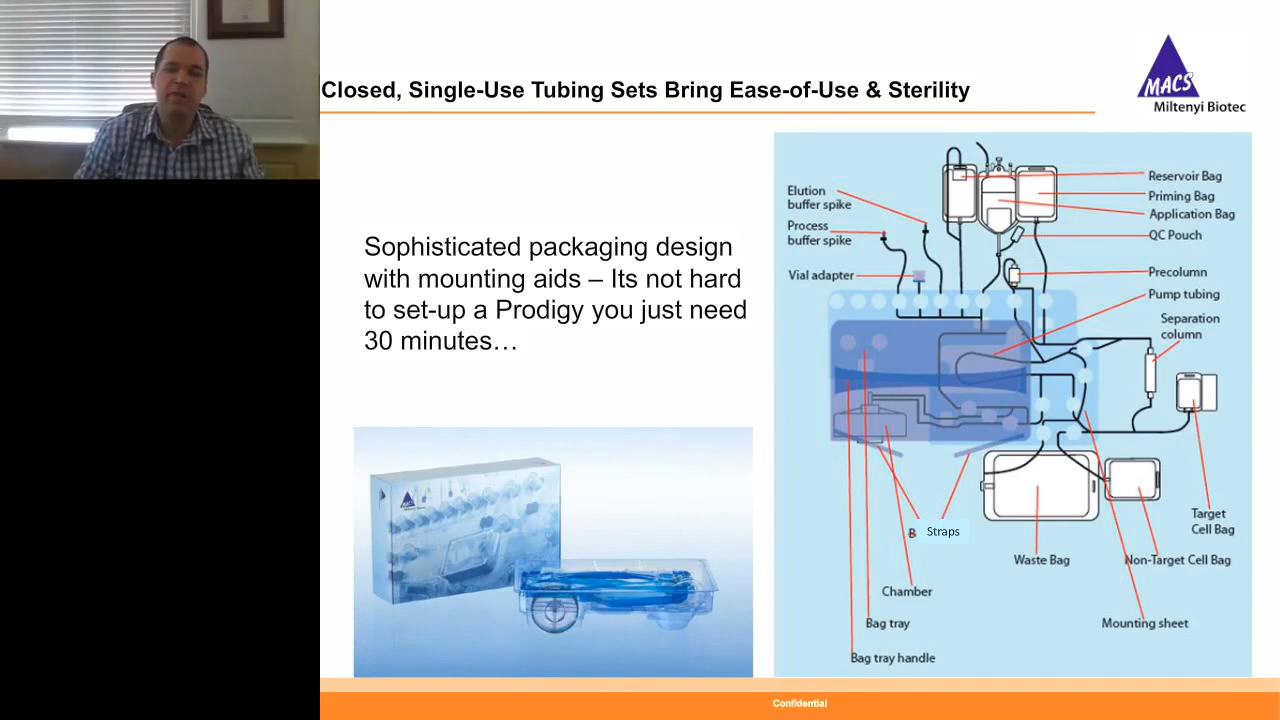 Closed, Single-Use Tubing Sets Bring Ease-of-Use & Sterility
MACS
Miltenyi Biotec
Sophisticated packaging design
with mounting aids – Its not hard
to set-up a Prodigy you just need
30 minutes…
Elution
buffer spike
Process
buffer spike
Vial adapter
Reservoir Bag
Priming Bag
Application Bag
QC Pouch
Precolumn
Pump tubing
Separation
column
Target
Cell Bag
B Straps
Waste Bag
Non-Target Cell Bag
Chamber
Bag tray
Mounting sheet
Bag tray handle
Confidential